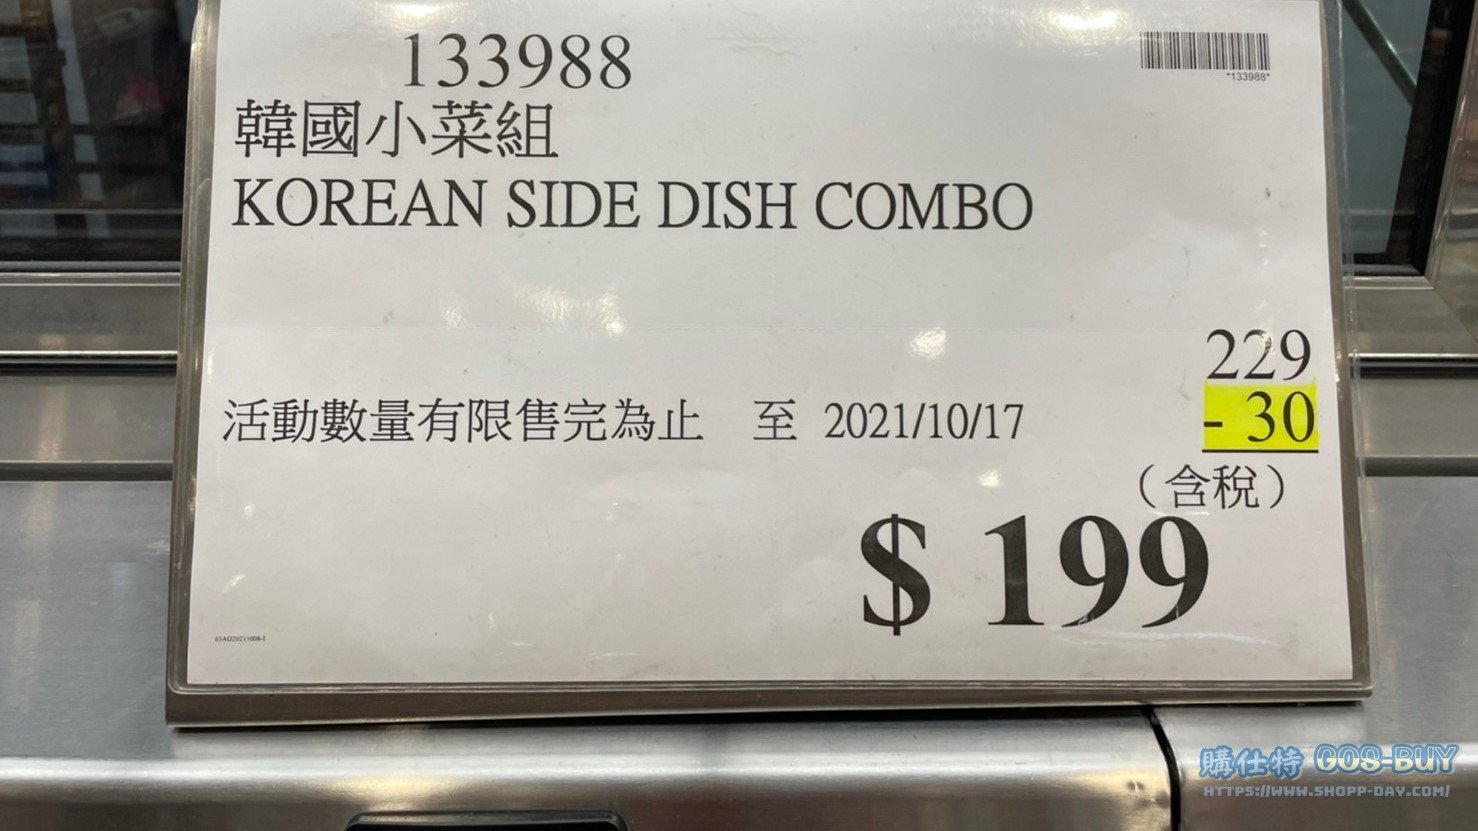 133988
*133988*
韓國小菜組
KOREAN SIDE DISH COMBO
229
- 30
活動數量有限售完為止 至 2021/10/17
(含稅)
$ 199
購仕特 GOS-BUY
HTTPS://WWW.SHOPP-DAY.COM/